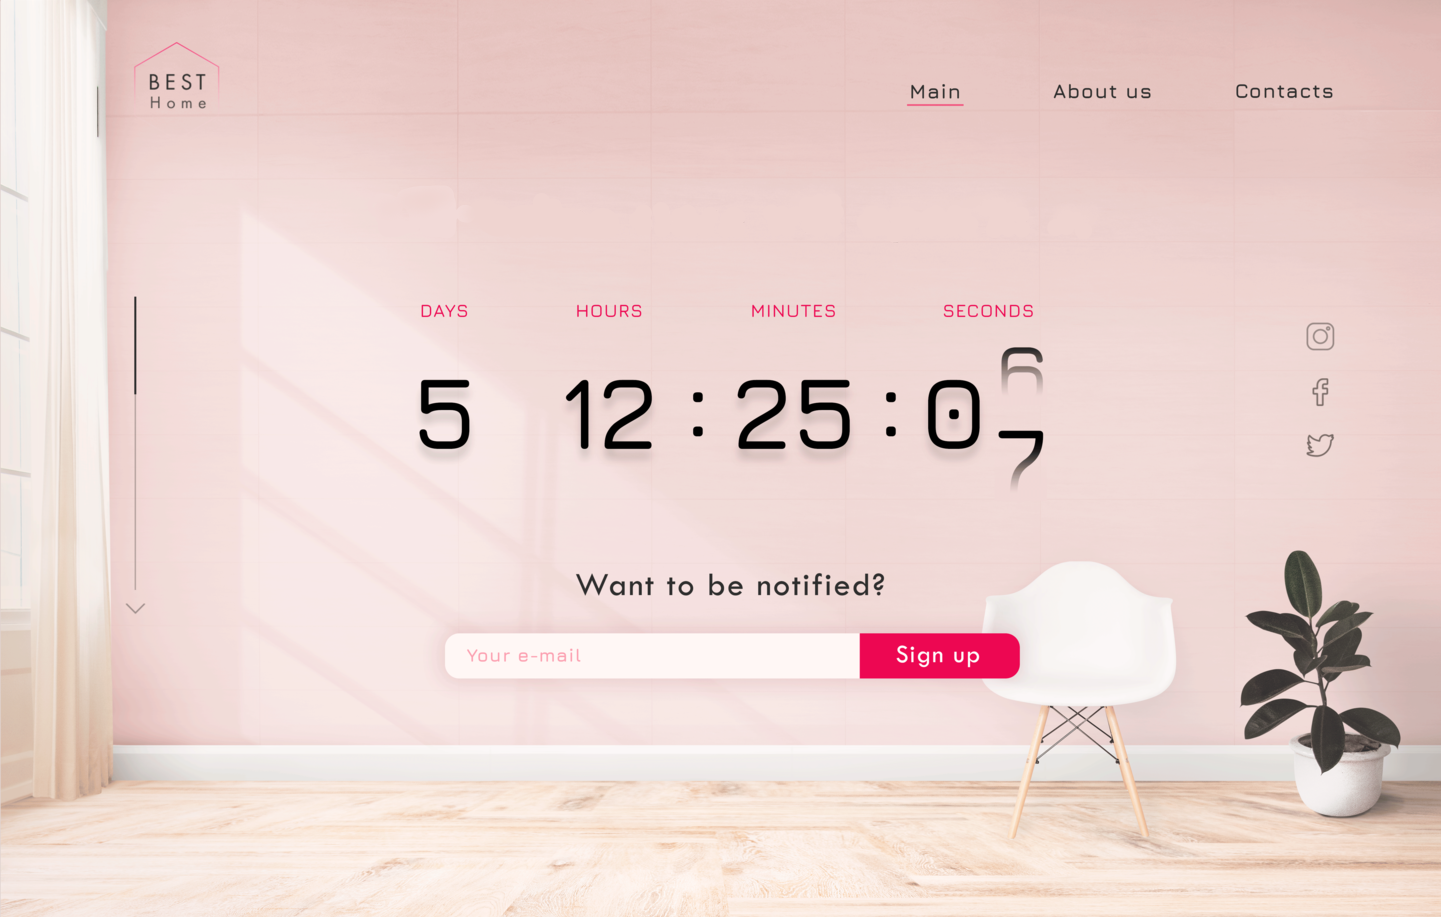 BEST
Home
Main
About us
Contacts
DAYS
HOURS
MINUTES
SECONDS
5 12 : 25 : 0
6
7
Want to be notified?
Your e-mail
Sign up